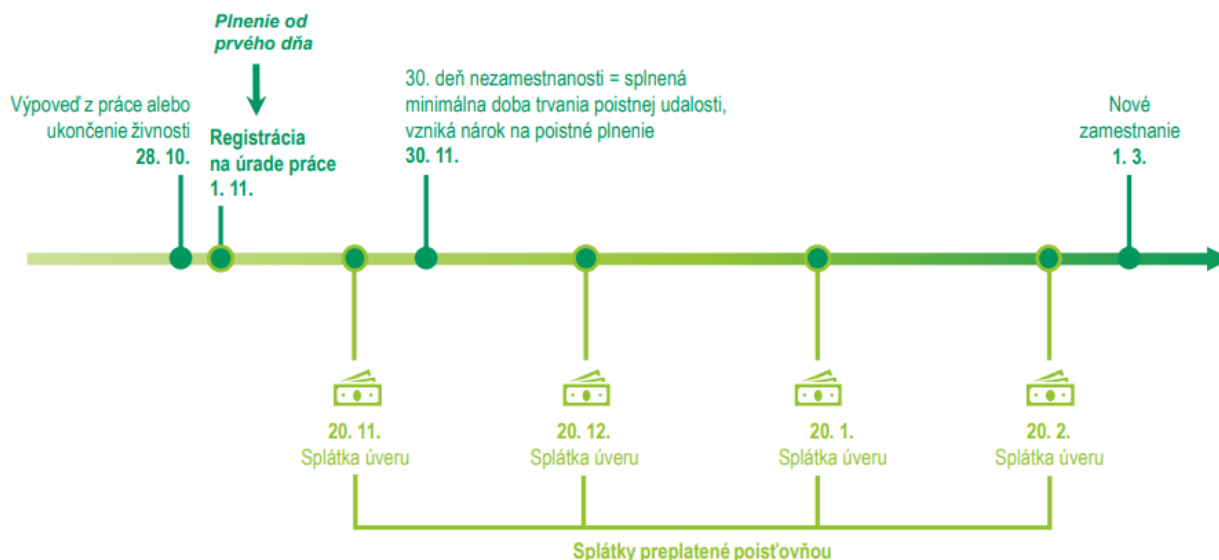 Plnenie od
prvého dňa
Výpoveď z práce alebo
ukončenie živnosti
28. 10.
Registrácia
na úrade práce
1. 11.
30. deň nezamestnanosti = splnená
minimálna doba trvania poistnej udalosti,
vzniká nárok na poistné plnenie
30. 11.
Nové
zamestnanie
1. 3.
20. 11.
Splátka úveru
20. 12.
Splátka úveru
20. 1.
Splátka úveru
20. 2.
Splátka úveru
Splátky preplatené poisťovňou